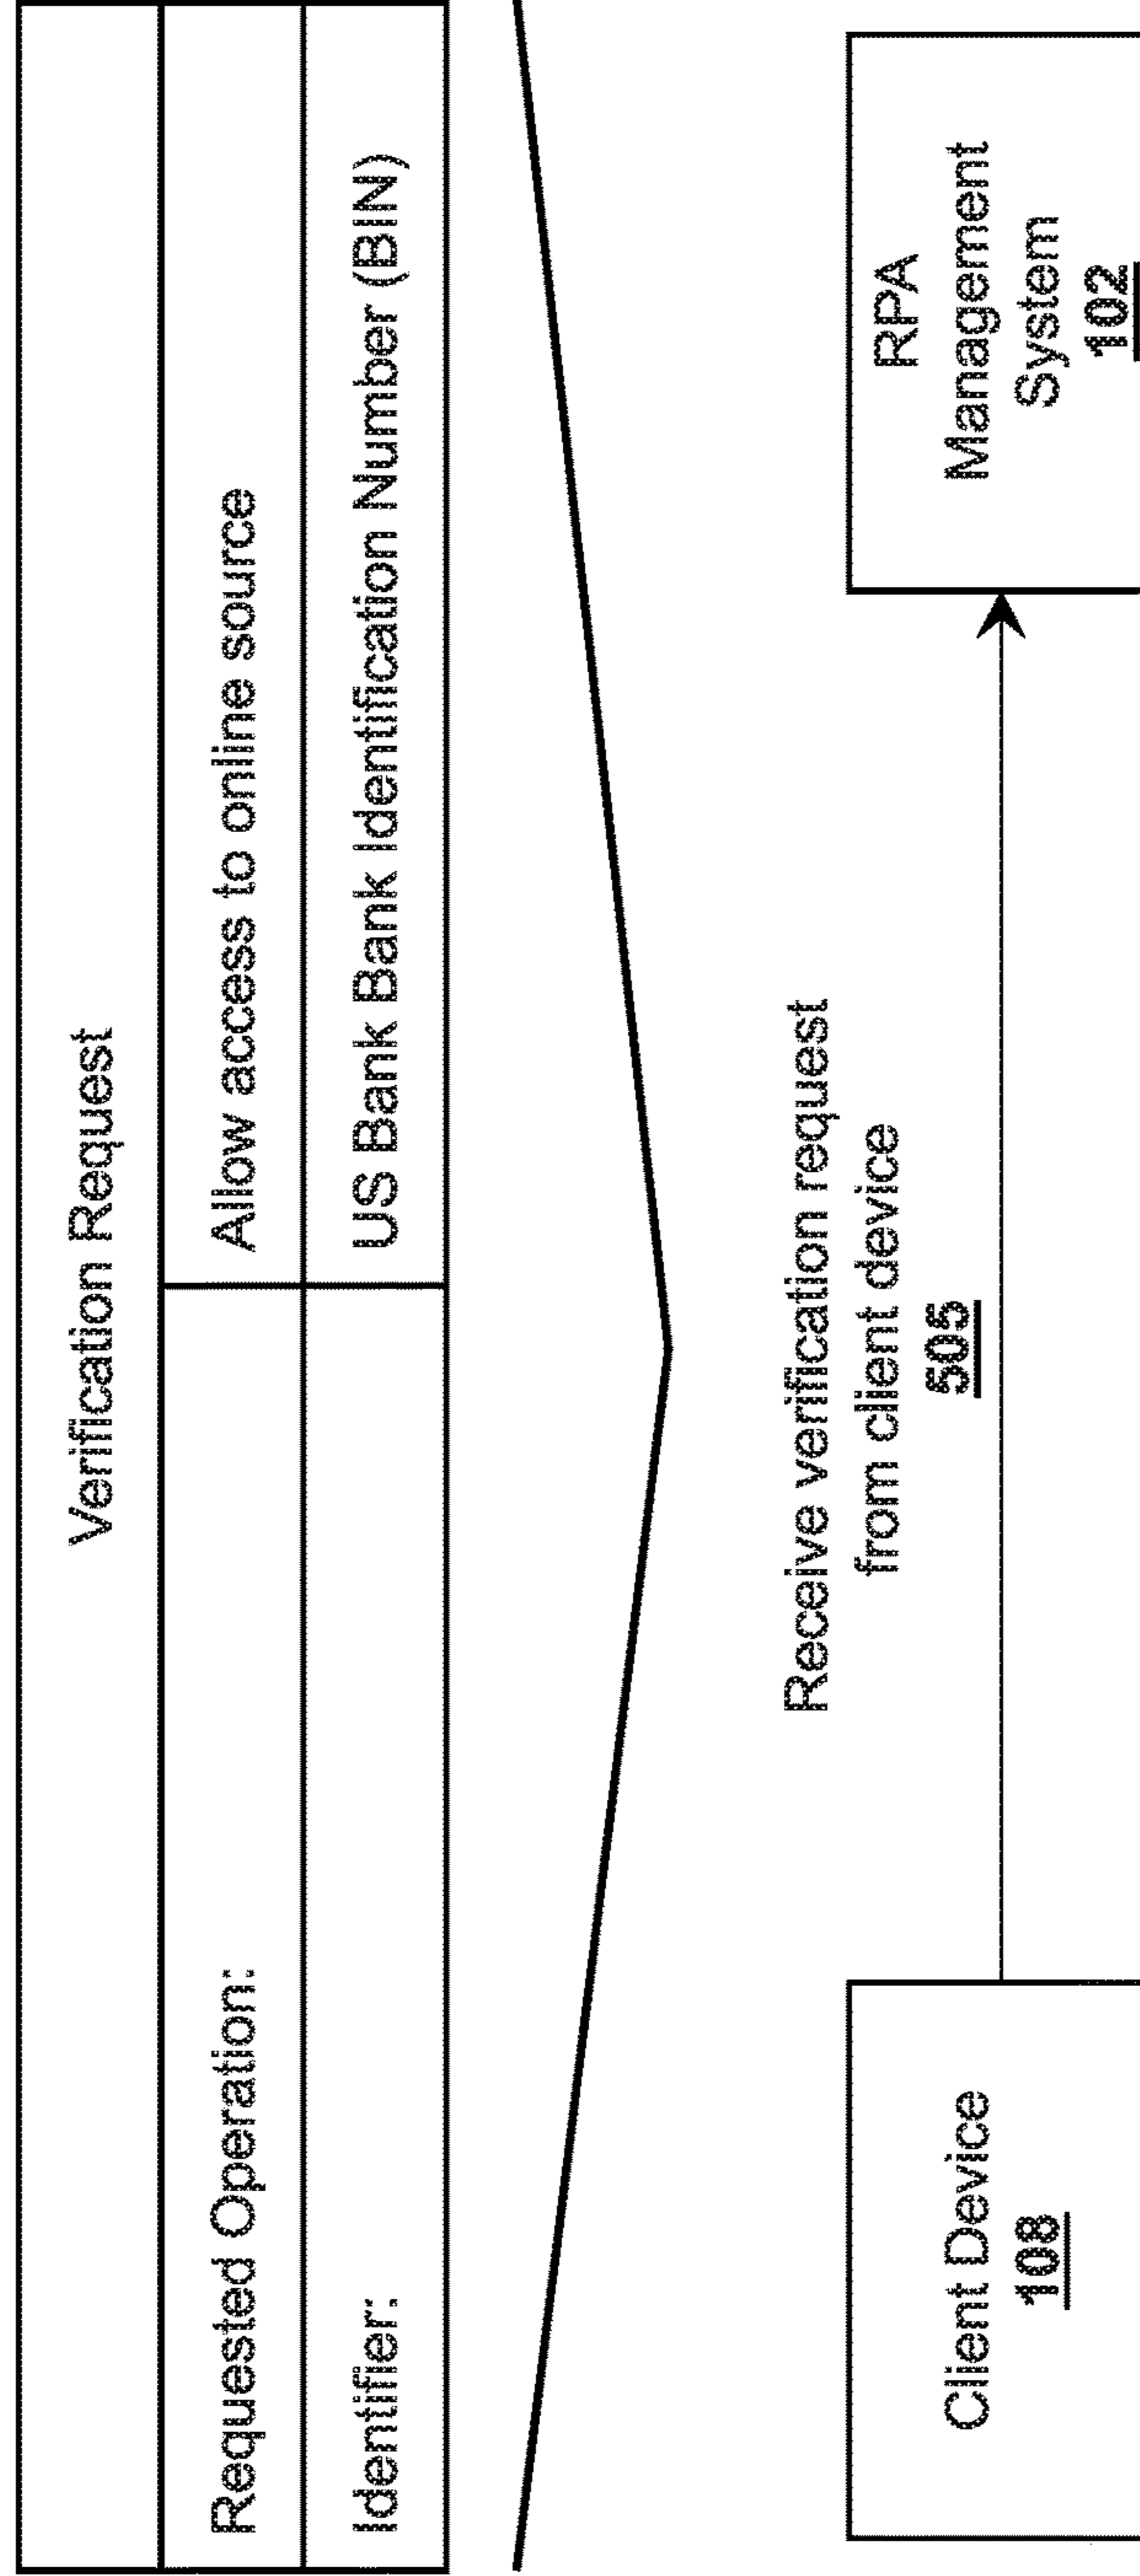 Verification Request
Requested Operation: Allow access to online source
Identifier: US Bank Bank Identification Number (BIN)
Receive verification request
from client device
505
Client Device
108
RPA
Management
System
102